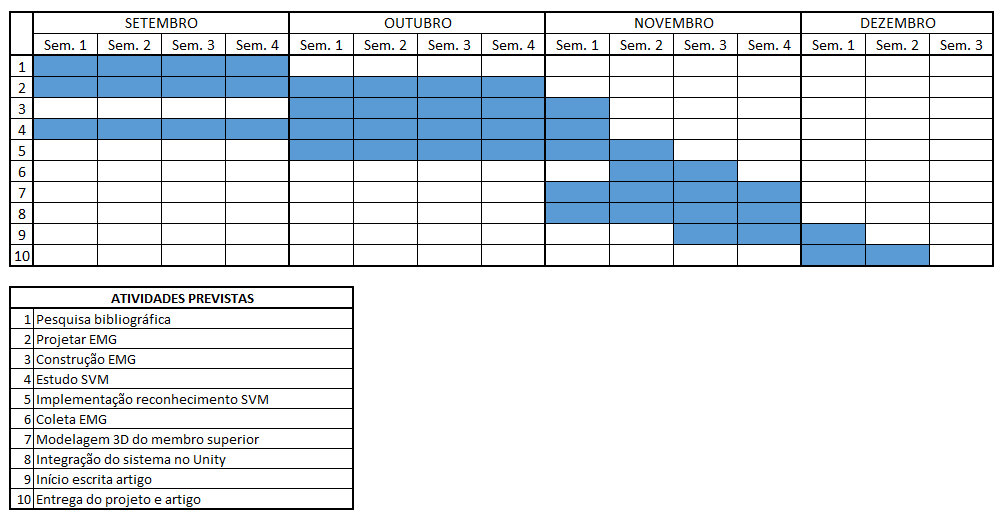 SETEMBRO OUTUBRO NOVEMBRO DEZEMBRO
Sem. 1 Sem. 2 Sem. 3 Sem. 4 Sem. 1 Sem. 2 Sem. 3 Sem. 4 Sem. 1 Sem. 2 Sem. 3 Sem. 4 Sem. 1 Sem. 2 Sem. 3
1
2
3
4
5
6
7
8
9
10
ATIVIDADES PREVISTAS
1 Pesquisa bibliográfica
2 Projetar EMG
3 Construção EMG
4 Estudo SVM
5 Implementação reconhecimento SVM
6 Coleta EMG
7 Modelagem 3D do membro superior
8 Integração do sistema no Unity
9 Início escrita artigo
10 Entrega do projeto e artigo